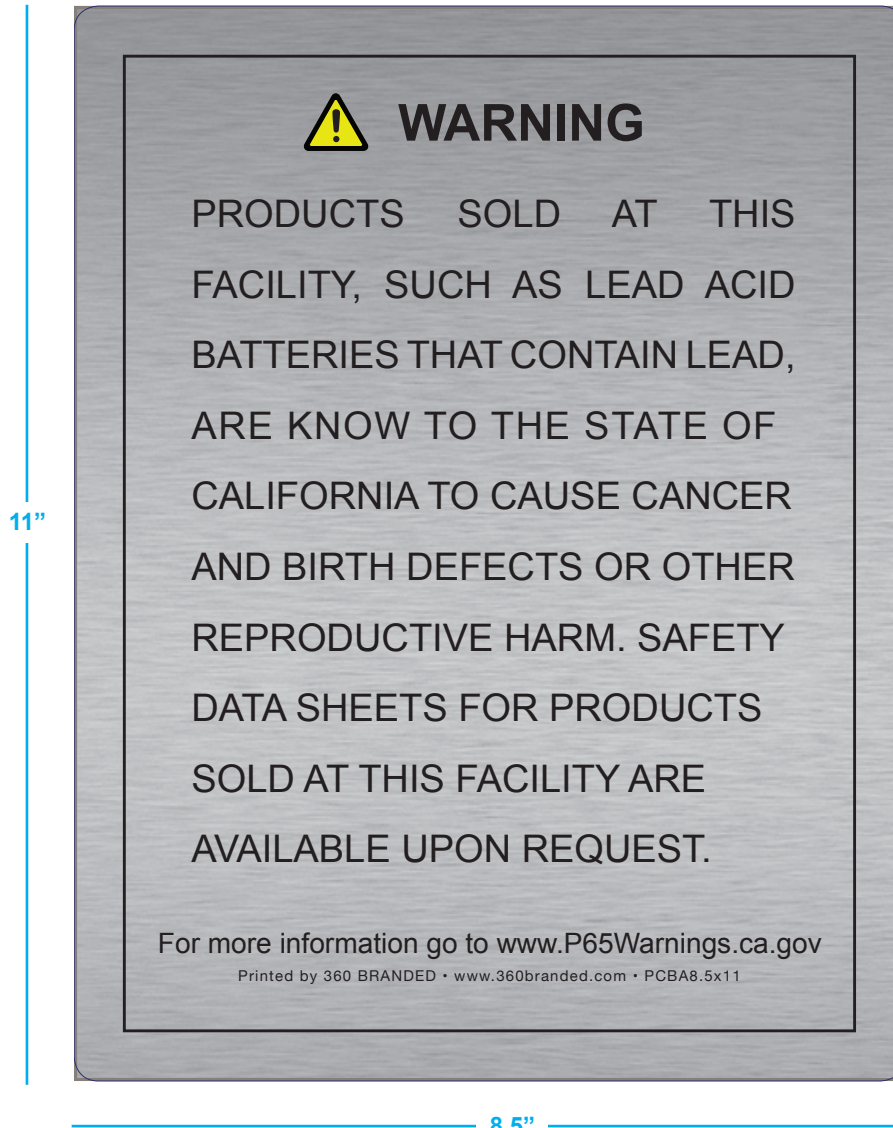 WARNING
PRODUCTS SOLD AT THIS
FACILITY, SUCH AS LEAD ACID
BATTERIES THAT CONTAIN LEAD,
ARE KNOW TO THE STATE OF
CALIFORNIA TO CAUSE CANCER
AND BIRTH DEFECTS OR OTHER
REPRODUCTIVE HARM. SAFETY
DATA SHEETS FOR PRODUCTS
SOLD AT THIS FACILITY ARE
AVAILABLE UPON REQUEST.
For more information go to www.P65Warnings.ca.gov
Printed by 360 BRANDED • www.360branded.com • PCBA8.5x11
11”
8.5”